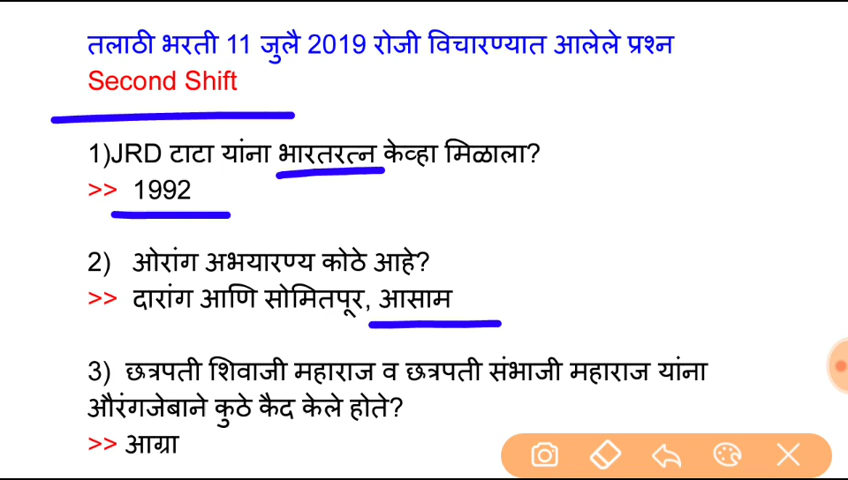 तलाठी भरती 11 जुलै 2019 रोजी विचारण्यात आलेले प्रश्न
Second Shift
1)JRD टाटा यांना भारतरत्न केव्हा मिळाला?
>> 1992
2) ओरांग अभयारण्य कोठे आहे?
>> दारांग आणि सोमितपूर, आसाम
3) छत्रपती शिवाजी महाराज व छत्रपती संभाजी महाराज यांना
औरंगजेबाने कुठे कैद केले होते?
>> आग्रा